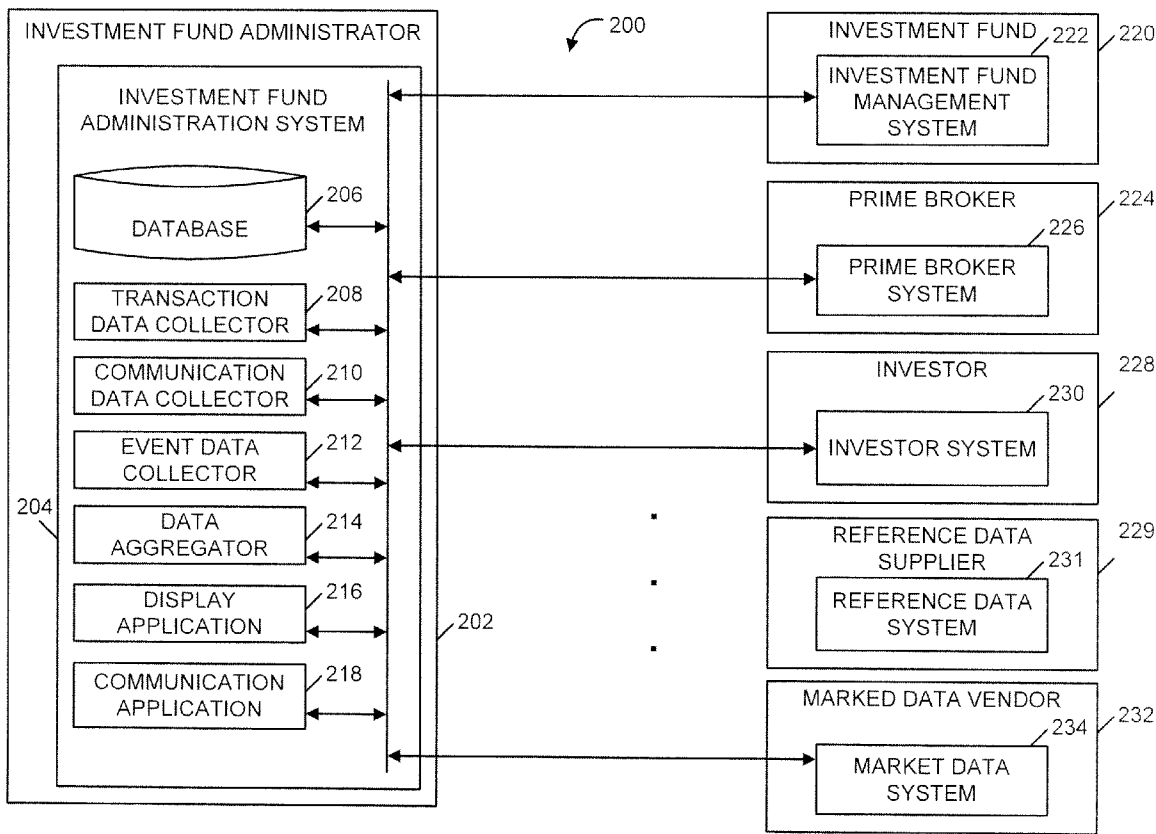 INVESTMENT FUND ADMINISTRATOR
INVESTMENT FUND
ADMINISTRATION SYSTEM
DATABASE
206
TRANSACTION
DATA COLLECTOR
208
COMMUNICATION
DATA COLLECTOR
210
EVENT DATA
COLLECTOR
212
204
DATA
AGGREGATOR
214
DISPLAY
APPLICATION
216
202
COMMUNICATION
APPLICATION
218
200
INVESTMENT FUND
220
222
INVESTMENT FUND
MANAGEMENT
SYSTEM
PRIME BROKER
224
226
PRIME BROKER
SYSTEM
INVESTOR
228
230
INVESTOR SYSTEM
REFERENCE DATA
SUPPLIER
229
231
REFERENCE DATA
SYSTEM
MARKED DATA VENDOR
232
234
MARKET DATA
SYSTEM